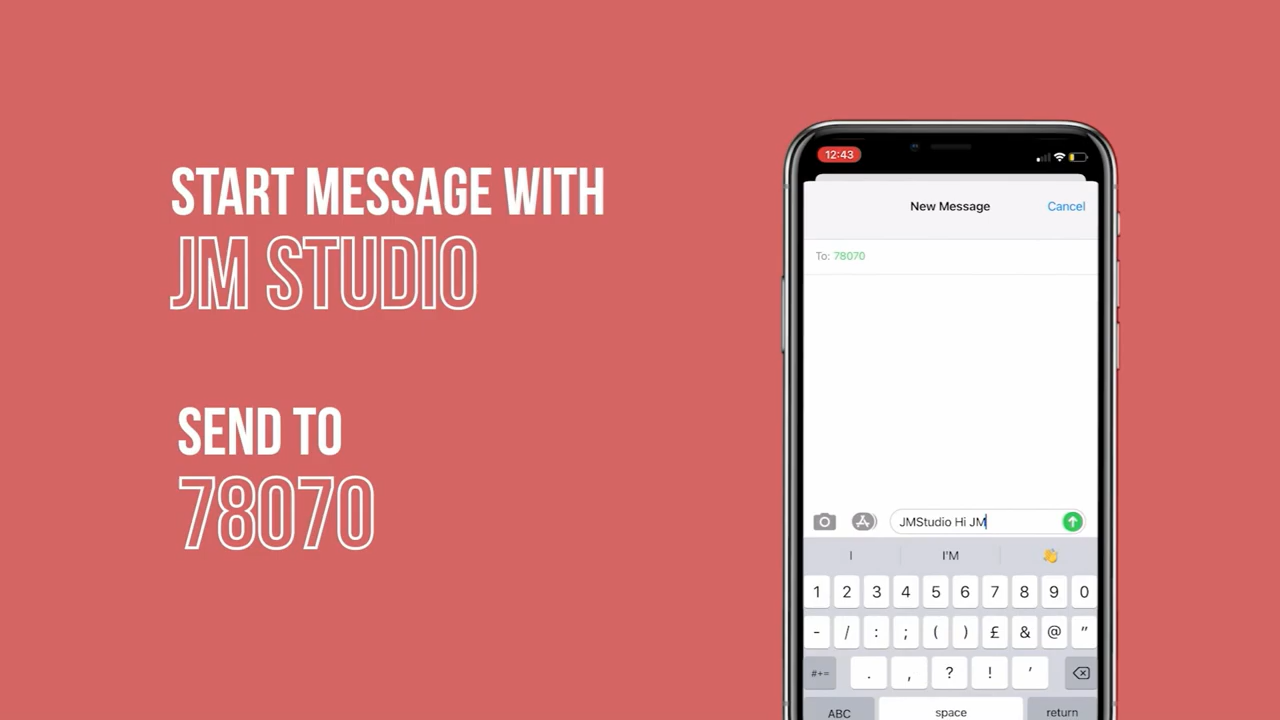 START MESSAGE WITH
JM STUDIO
SEND TO
78070
12:43
New Message
Cancel
To: 78070
JMStudio Hi JM
I I'M
1 2 3 4 5 6 7 8 9 0
- / : ; ( ) £ & @ "
#+= . , ? ! '
ABC space return